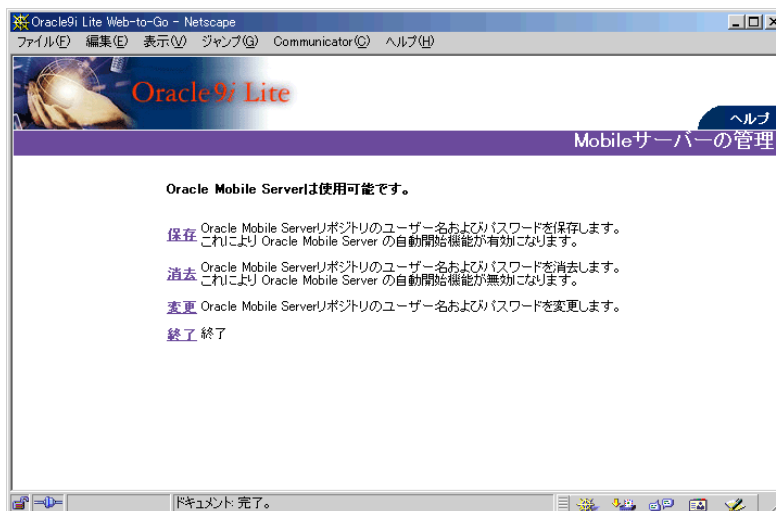 Oracle9i Lite Web-to-Go - Netscape
ファイル(F) 編集(E) 表示(V) ジャンプ(G) Communicator(C) ヘルプ(H)
Oracle9i Lite
ヘルプ
Mobileサーバーの管理
Oracle Mobile Serverは使用可能です。
保存 Oracle Mobile Serverリポジトリのユーザー名およびパスワードを保存します。
これにより Oracle Mobile Server の自動開始機能が有効になります。
消去 Oracle Mobile Serverリポジトリのユーザー名およびパスワードを消去します。
これにより Oracle Mobile Server の自動開始機能が無効になります。
変更 Oracle Mobile Serverリポジトリのユーザー名およびパスワードを変更します。
終了 終了
ドキュメント: 完了。